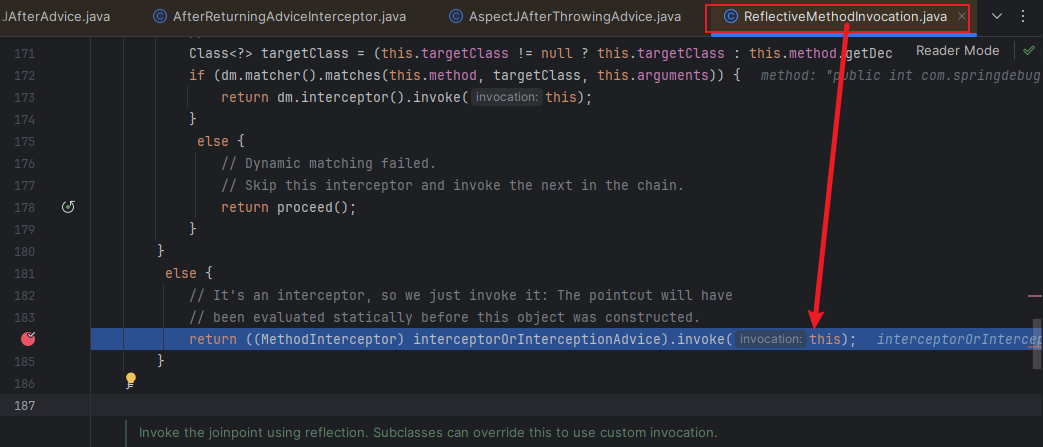 JAfterAdvice.java AfterReturningAdviceInterceptor.java AspectJAfterThrowingAdvice.java ReflectiveMethodInvocation.java
Reader Mode
171 Class<?> targetClass = (this.targetClass != null ? this.targetClass : this.method.getDec
172 if (dm.matcher().matches(this.method, targetClass, this.arguments)) { method: "public int com.springdebug
173 return dm.interceptor().invoke( invocation: this);
174 }
175 else {
176 // Dynamic matching failed.
177 // Skip this interceptor and invoke the next in the chain.
178 return proceed();
179 }
180 }
181 else {
182 // It's an interceptor, so we just invoke it: The pointcut will have
183 // been evaluated statically before this object was constructed.
return ((MethodInterceptor) interceptorOrInterceptionAdvice).invoke( invocation: this); interceptorOrIntercep
185 }
186
187
Invoke the joinpoint using reflection. Subclasses can override this to use custom invocation.